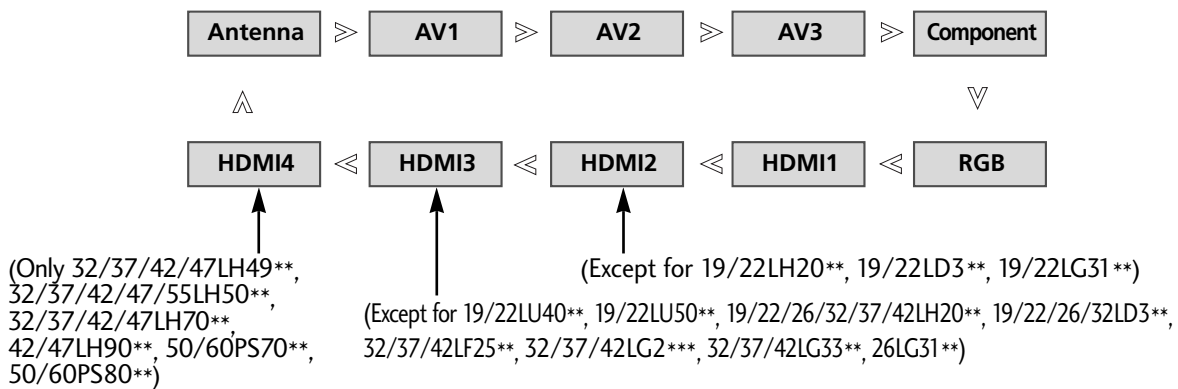 Antenna AV1 AV2 AV3 Component
HDMI4 HDMI3 HDMI2 HDMI1 RGB
(Only 32/37/42/47LH49**,
32/37/42/47/55LH50**,
32/37/42/47LH70**,
42/47LH90**, 50/60PS70**,
50/60PS80**)
(Except for 19/22LU40**, 19/22LU50**, 19/22/26/32/37/42LH20**, 19/22/26/32LD3**,
32/37/42LF25**, 32/37/42LG2***, 32/37/42LG33**, 26LG31**)
(Except for 19/22LH20**, 19/22LD3**, 19/22LG31**)